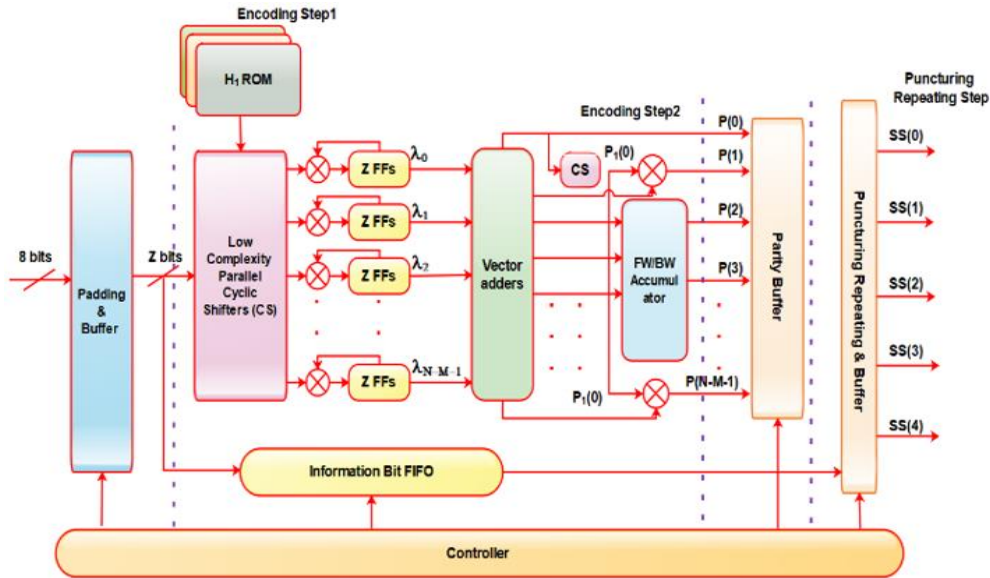 Encoding Step1
H₁ ROM
Encoding Step2
Puncturing
Repeating Step
8 bits
Padding
&
Buffer
Z bits
Low
Complexity
Parallel
Cyclic
Shifters (CS)
Z FFs
λ₀
Z FFs
λ₁
Z FFs
λ₂
Z FFs
λN-M-1
Vector
adders
CS
P₁(0)
FW/BW
Accumul
ator
P₁(0)
P(0)
P(1)
P(2)
P(3)
P(N-M-1)
Parity Buffer
Puncturing Repeating & Buffer
SS(0)
SS(1)
SS(2)
SS(3)
SS(4)
Information Bit FIFO
Controller